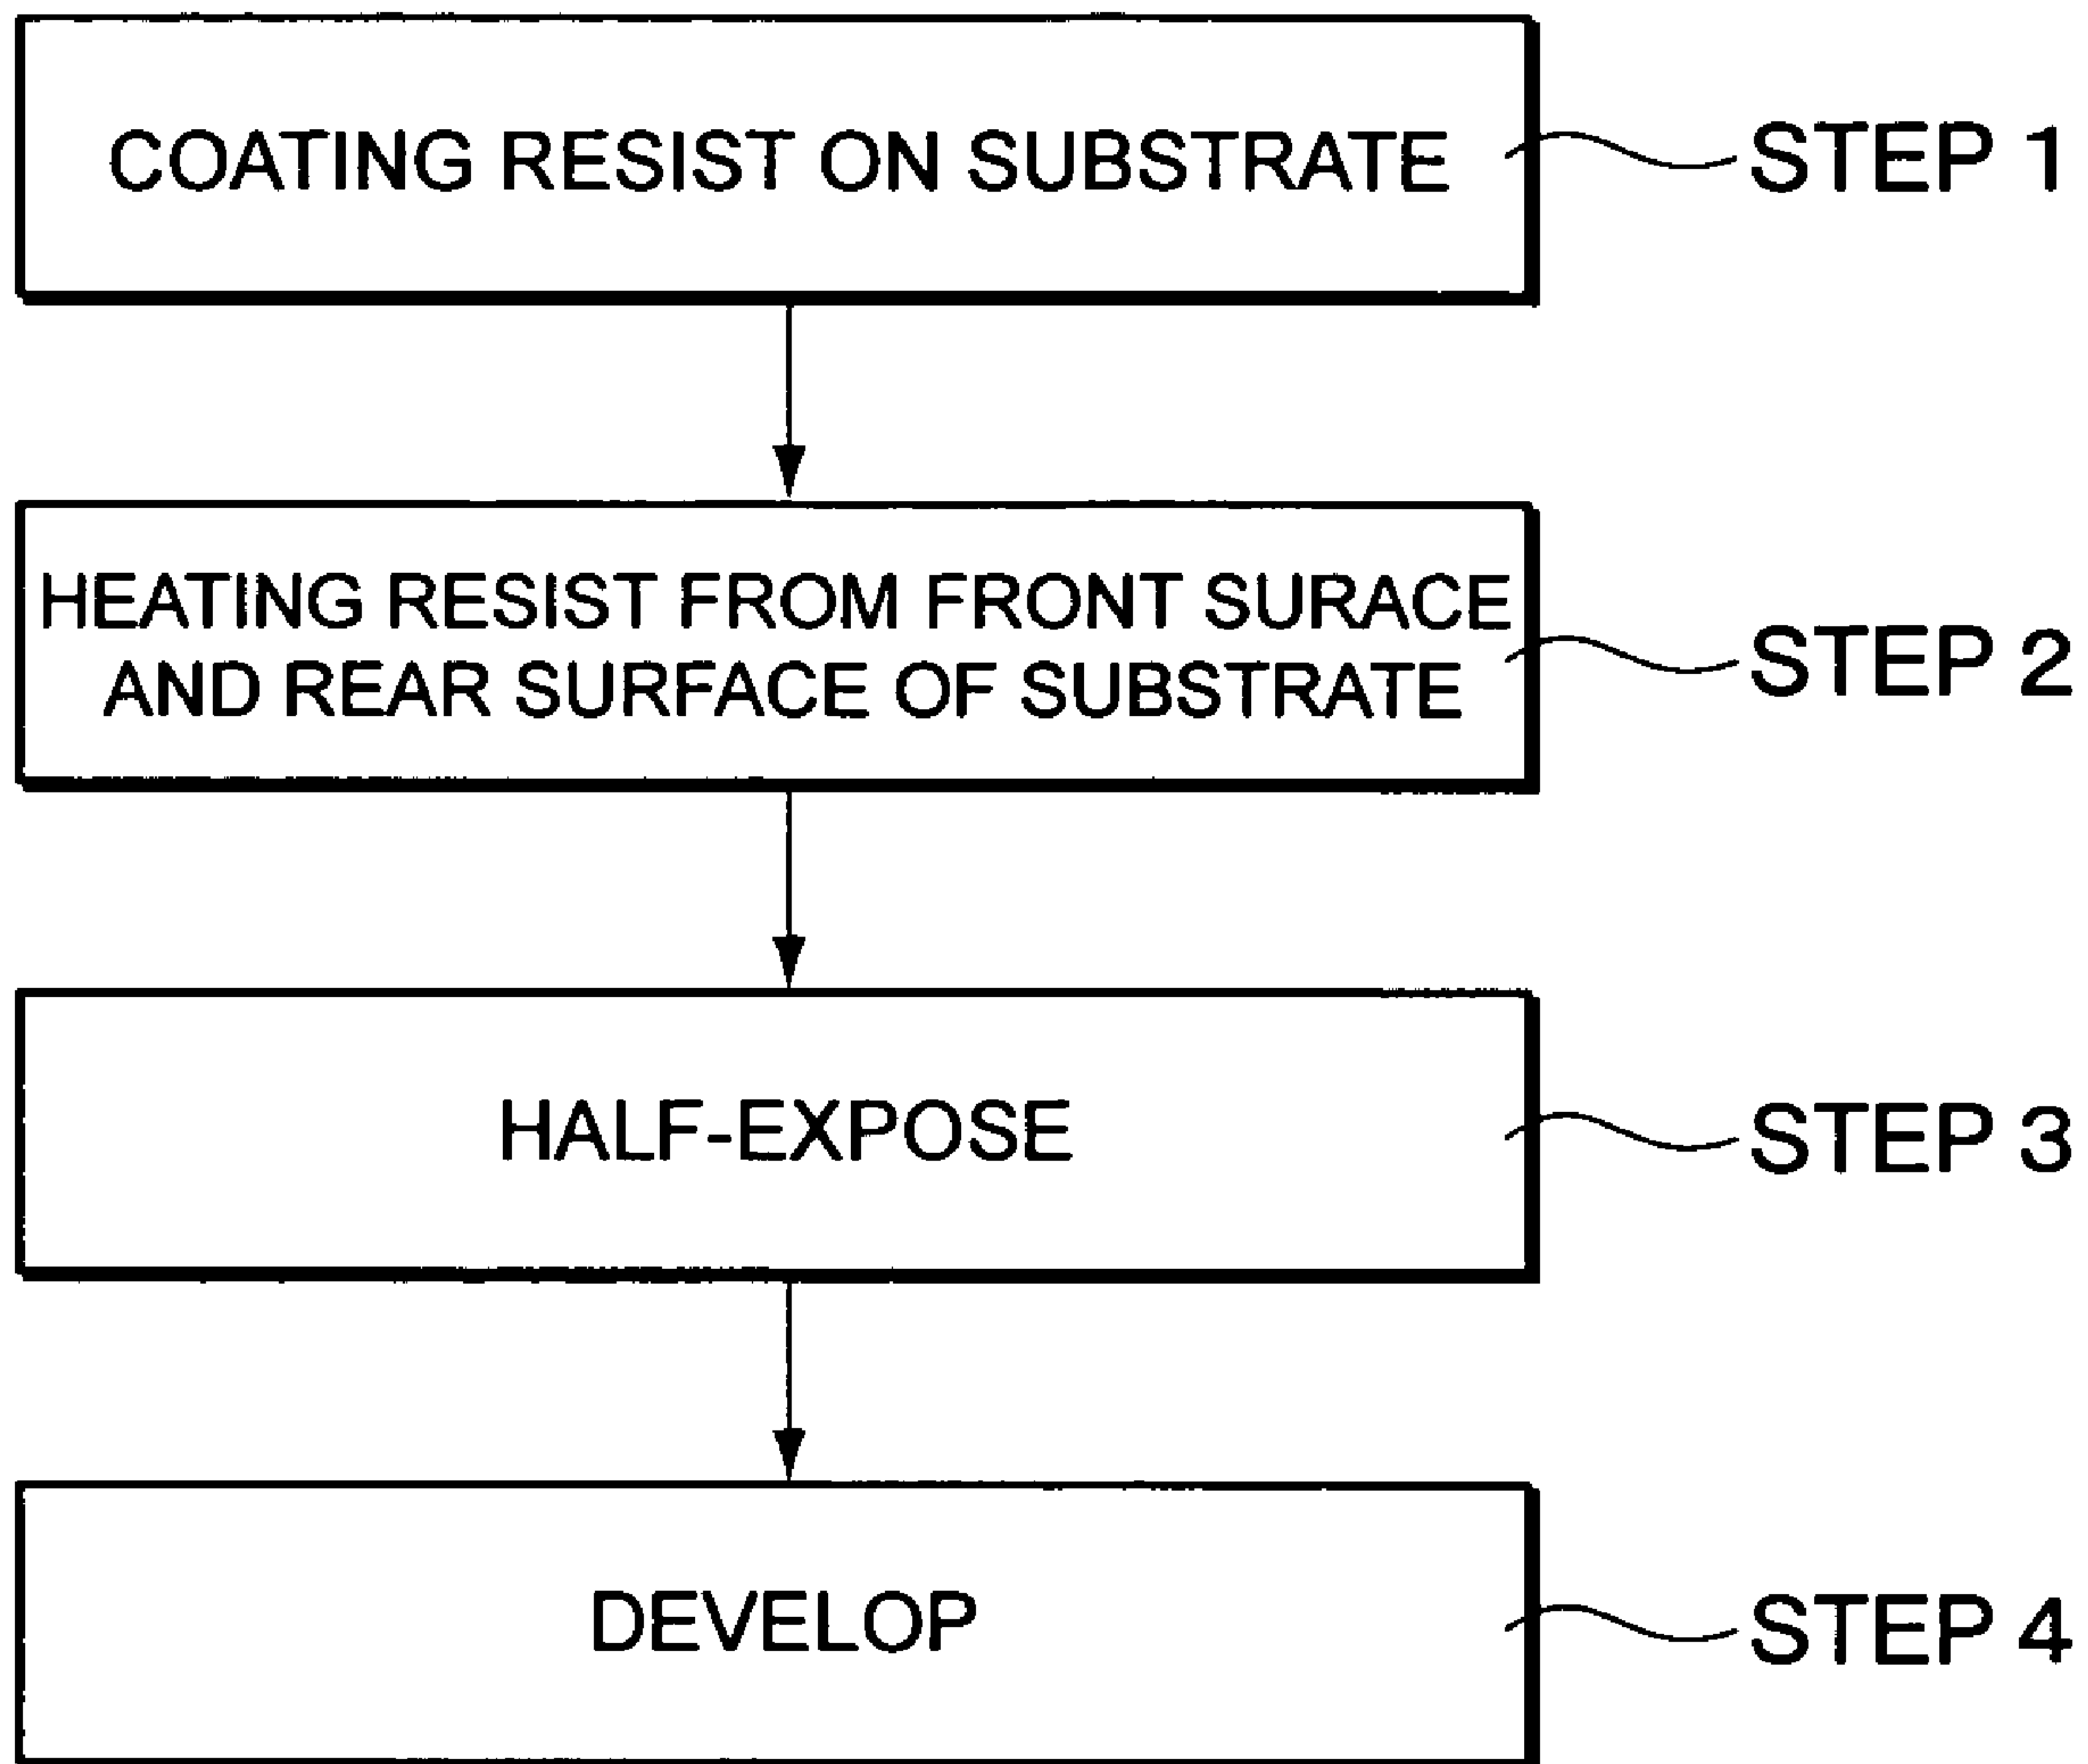 COATING RESIST ON SUBSTRATE
STEP 1
HEATING RESIST FROM FRONT SURACE
AND REAR SURFACE OF SUBSTRATE
STEP 2
HALF-EXPOSE
STEP 3
DEVELOP
STEP 4